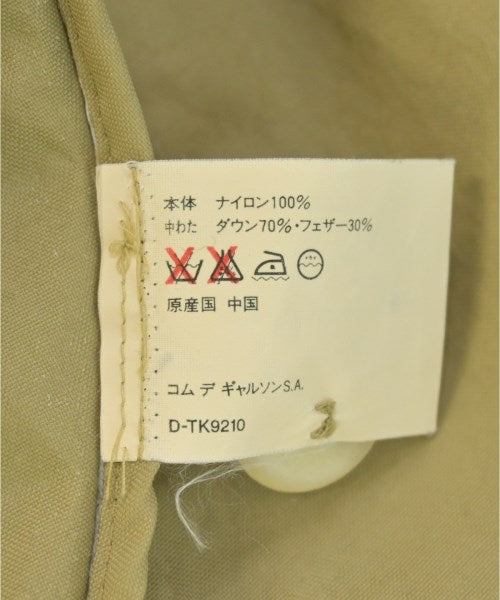 本体 ナイロン100%
中わた ダウン70%・フェザー30%
原産国 中国
コム デ ギャルソンS.A.
D-TK9210